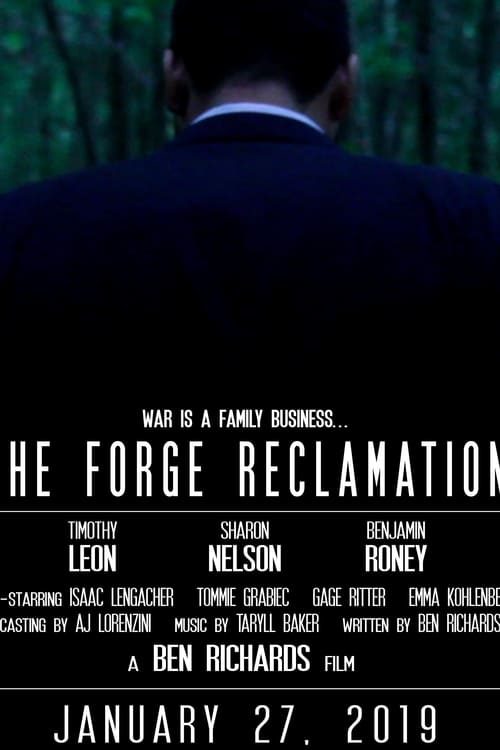 WAR IS A FAMILY BUSINESS...
HE FORGE RECLAMATION
TIMOTHY SHARON BENJAMIN
LEON NELSON RONEY
-STARRING ISAAC LENGACHER TOMMIE GRABIEC GAGE RITTER EMMA KOHLENBE
CASTING BY AJ LORENZINI MUSIC BY TARYLL BAKER WRITTEN BY BEN RICHARDS
A BEN RICHARDS FILM
JANUARY 27, 2019